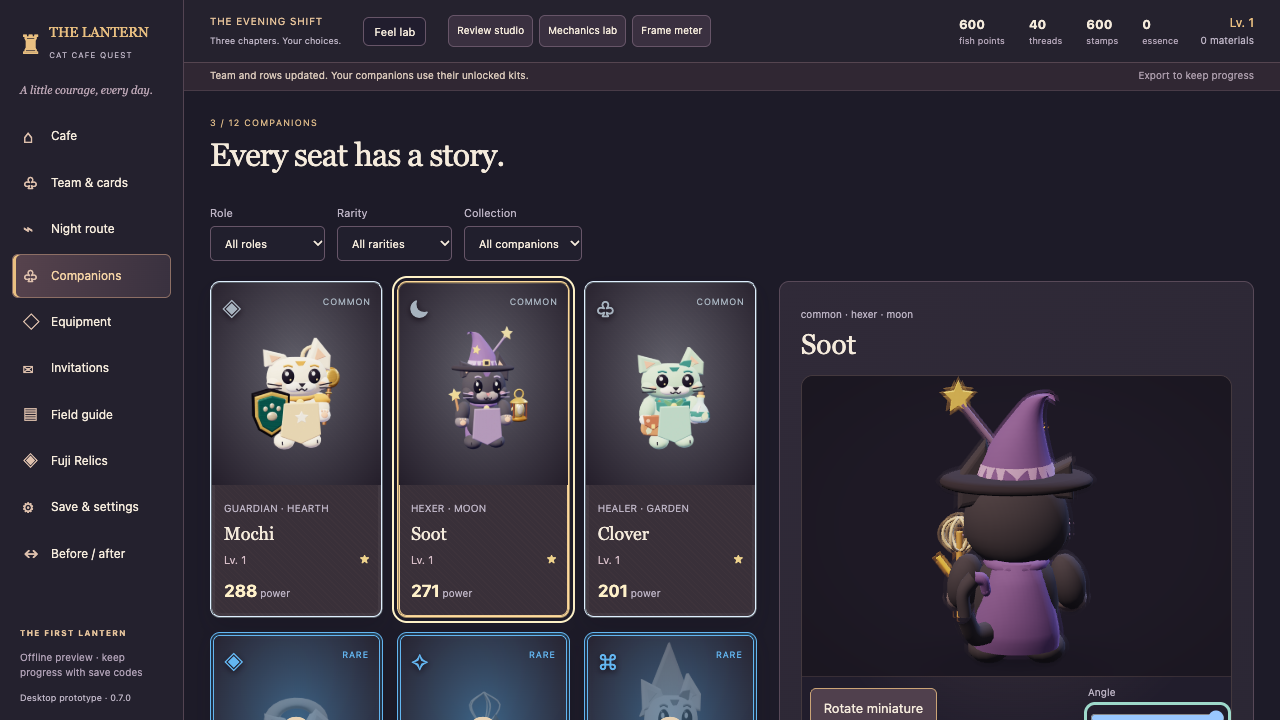 THE LANTERN
CAT CAFE QUEST
A little courage, every day.
Cafe
Team & cards
Night route
Companions
Equipment
Invitations
Field guide
Fuji Relics
Save & settings
Before / after
THE FIRST LANTERN
Offline preview · keep
progress with save codes
Desktop prototype · 0.7.0
THE EVENING SHIFT
Three chapters. Your choices.
Feel lab
Review studio
Mechanics lab
Frame meter
600
fish points
40
threads
600
stamps
0
essence
Lv. 1
0 materials
Team and rows updated. Your companions use their unlocked kits.
Export to keep progress
3 / 12 COMPANIONS
Every seat has a story.
Role
Rarity
Collection
All roles
All rarities
All companions
COMMON
GUARDIAN · HEARTH
Mochi
Lv. 1
288 power
COMMON
HEXER · MOON
Soot
Lv. 1
271 power
COMMON
HEALER · GARDEN
Clover
Lv. 1
201 power
RARE
RARE
RARE
common · hexer · moon
Soot
Rotate miniature
Angle